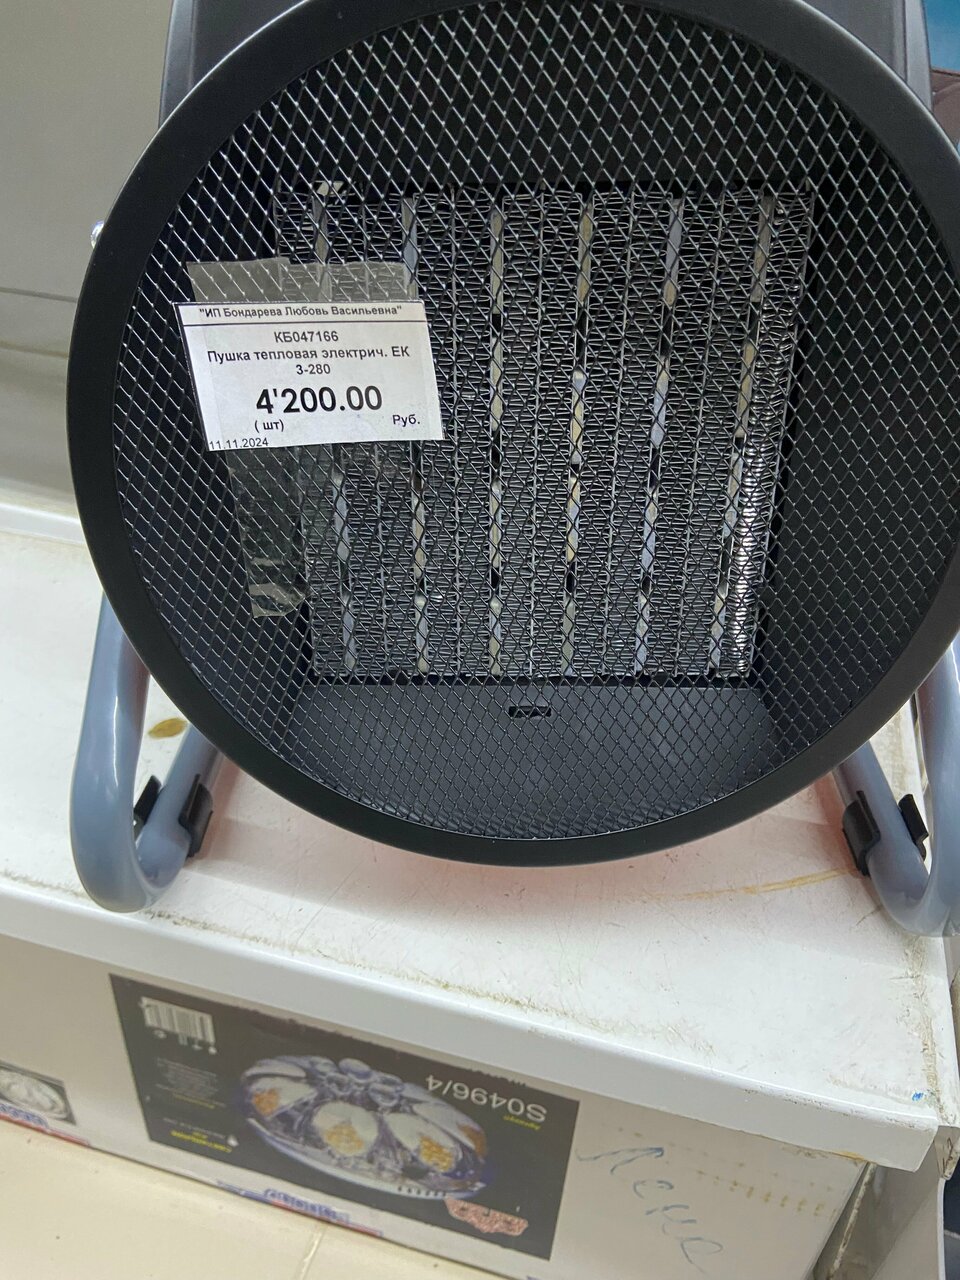 "ИП Бондарева Любовь Васильевна"
КБ047166
Пушка тепловая электрич. ЕК
3-280
4'200.00
( шт)
Руб.
11.11.2024
S0496/4
Лене